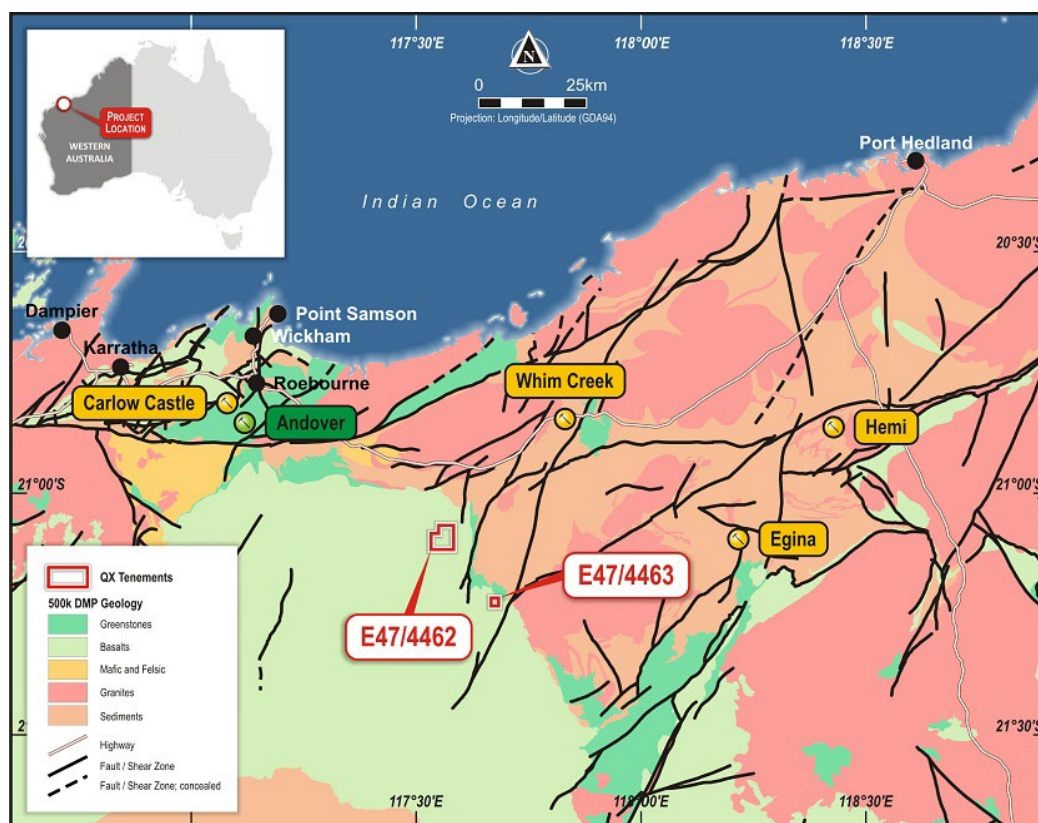 117°30'E
118°00'E
118°30'E
N
0
25km
Projection: Longitude/Latitude (GDA94)
PROJECT
LOCATION
WESTERN
AUSTRALIA
Port Hedland
Indian Ocean
20°30'S
Dampier
Point Samson
Wickham
Karratha
Roebourne
Whim Creek
Carlow Castle
Andover
Hemi
21°00'S
21°00'S
Egina
E47/4463
E47/4462
QX Tenements
500k DMP Geology
Greenstones
Basalts
Mafic and Felsic
Granites
Sediments
Highway
Fault / Shear Zone
Fault / Shear Zone; concealed
21°30'S
117°30'E
118°00'E
118°30'E